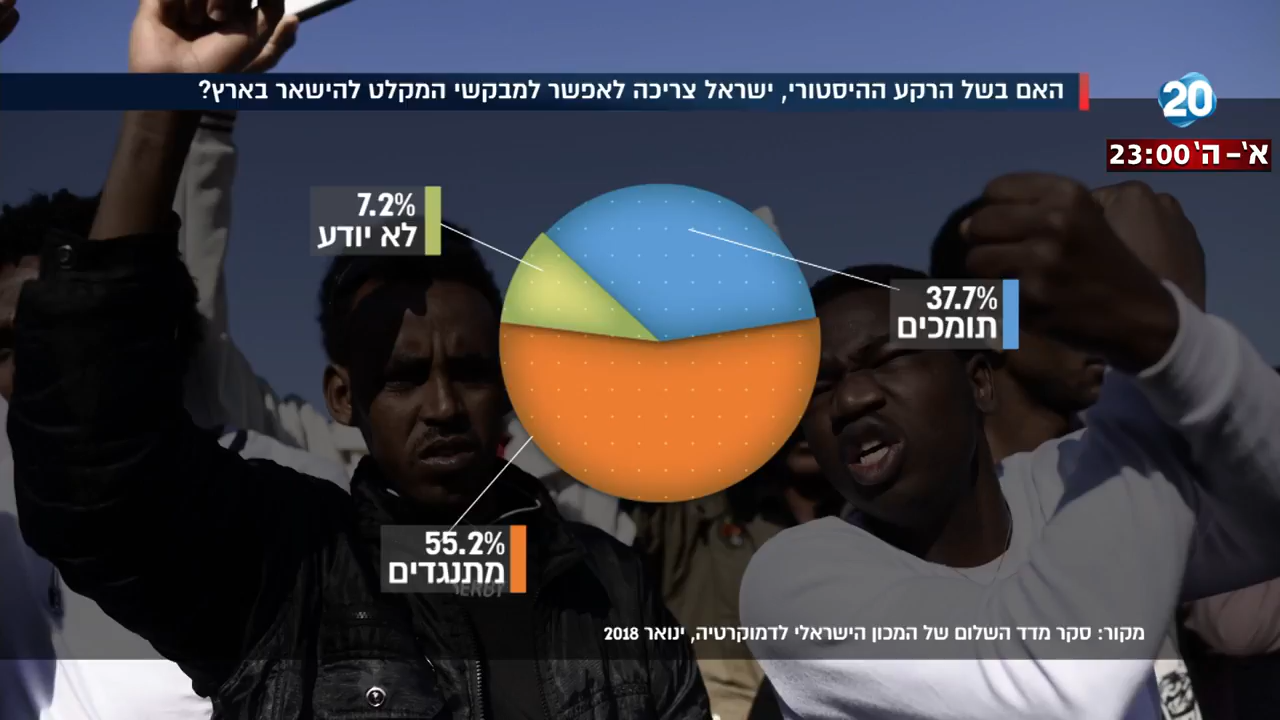 האם בשל הרקע ההיסטורי, ישראל צריכה לאפשר למבקשי המקלט להישאר בארץ?
20
א'-ה' 23:00
7.2%
לא יודע
37.7%
תומכים
55.2%
מתנגדים
מקור: סקר מדד השלום של המכון הישראלי לדמוקרטיה, ינואר 2018